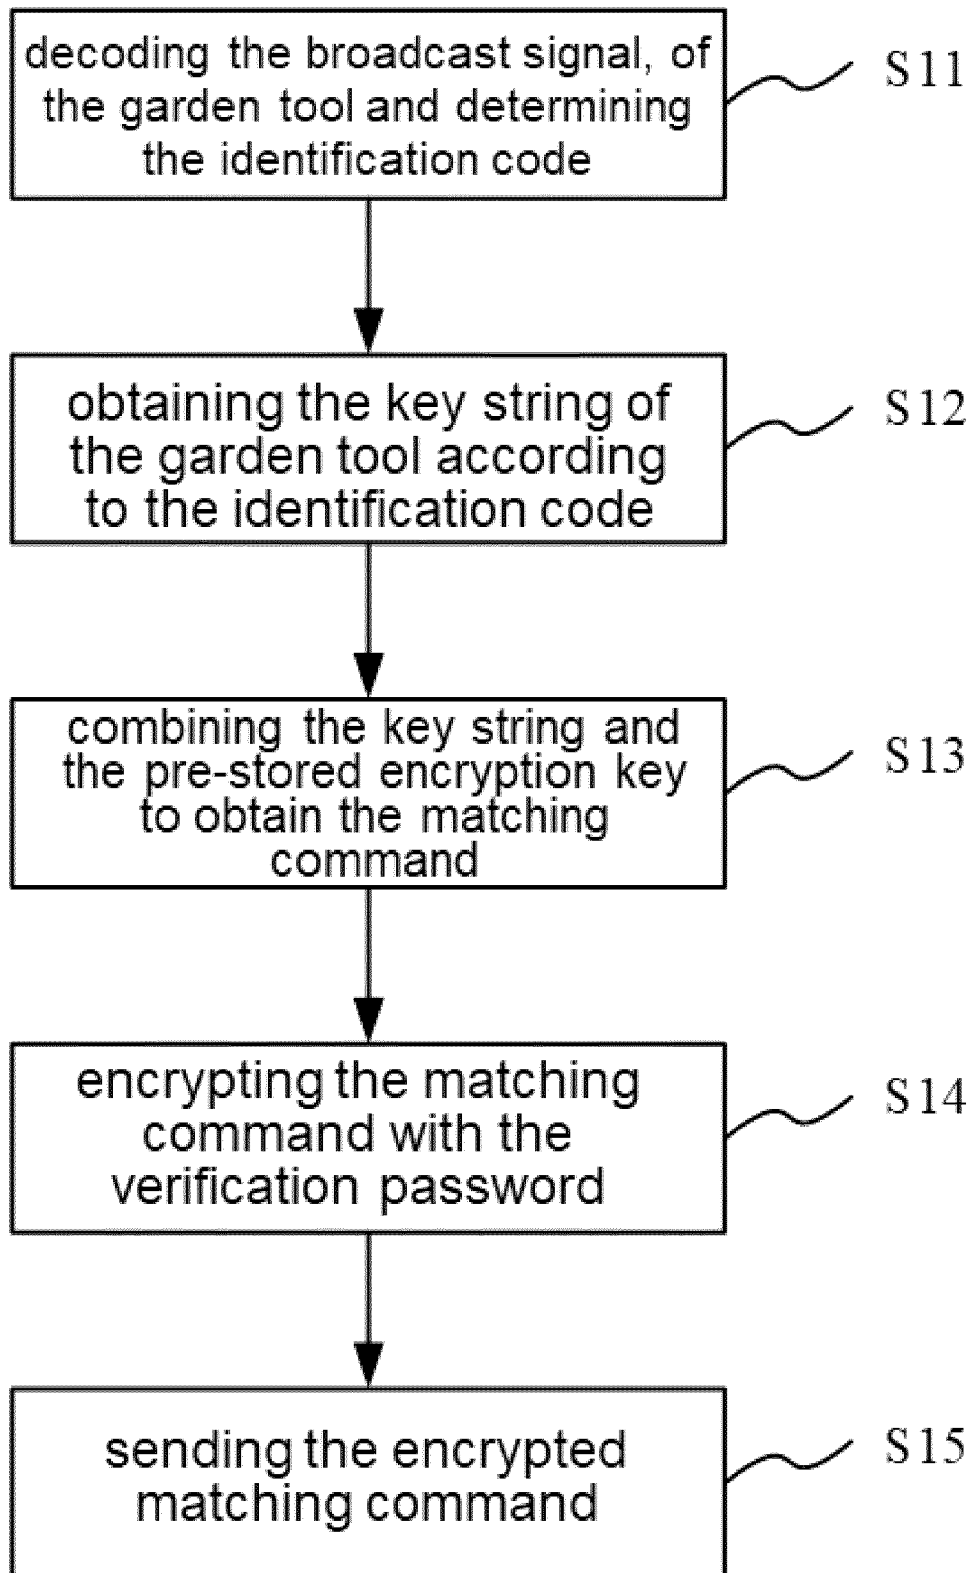 decoding the broadcast signal, of
the garden tool and determining
the identification code
S11
obtaining the key string of
the garden tool according
to the identification code
S12
combining the key string and
the pre-stored encryption key
to obtain the matching
command
S13
encrypting the matching
command with the
verification password
S14
sending the encrypted
matching command
S15